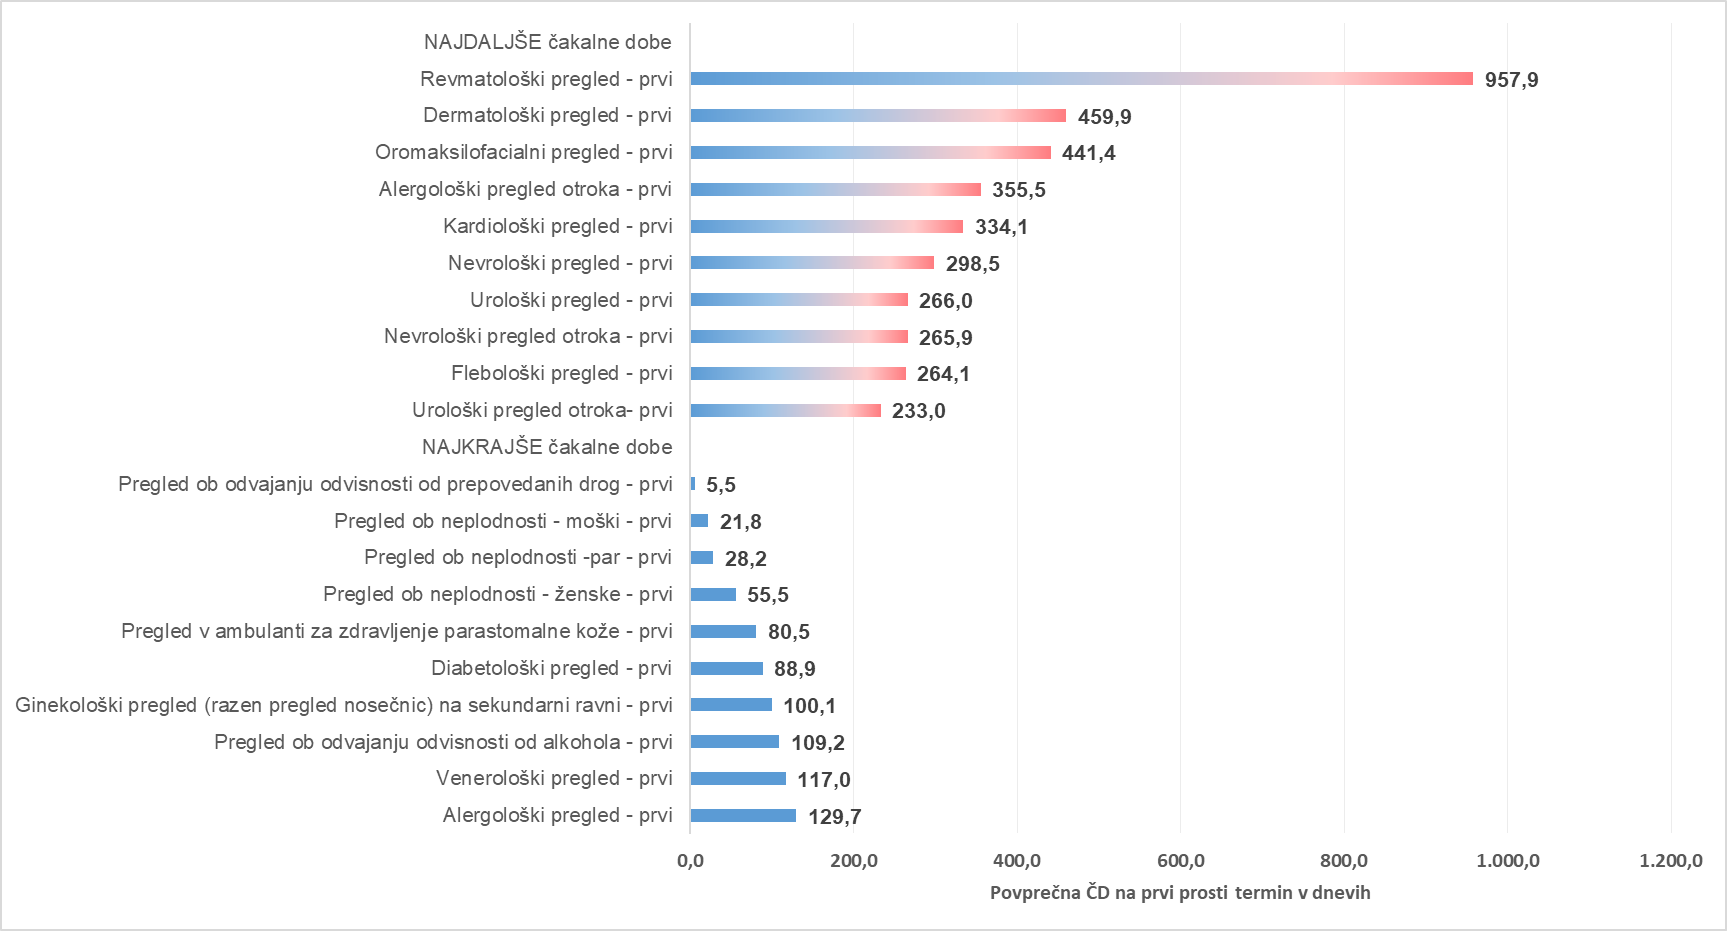 NAJDALJŠE čakalne dobe
Revmatološki pregled - prvi 957,9
Dermatološki pregled - prvi 459,9
Oromaksilofacialni pregled - prvi 441,4
Alergološki pregled otroka - prvi 355,5
Kardiološki pregled - prvi 334,1
Nevrološki pregled - prvi 298,5
Urološki pregled - prvi 266,0
Nevrološki pregled otroka - prvi 265,9
Flebološki pregled - prvi 264,1
Urološki pregled otroka- prvi 233,0
NAJKRAJŠE čakalne dobe
Pregled ob odvajanju odvisnosti od prepovedanih drog - prvi 5,5
Pregled ob neplodnosti - moški - prvi 21,8
Pregled ob neplodnosti -par - prvi 28,2
Pregled ob neplodnosti - ženske - prvi 55,5
Pregled v ambulanti za zdravljenje parastomalne kože - prvi 80,5
Diabetološki pregled - prvi 88,9
Ginekološki pregled (razen pregled nosečnic) na sekundarni ravni - prvi 100,1
Pregled ob odvajanju odvisnosti od alkohola - prvi 109,2
Venerološki pregled - prvi 117,0
Alergološki pregled - prvi 129,7
0,0 200,0 400,0 600,0 800,0 1.000,0 1.200,0
Povprečna ČD na prvi prosti termin v dnevih